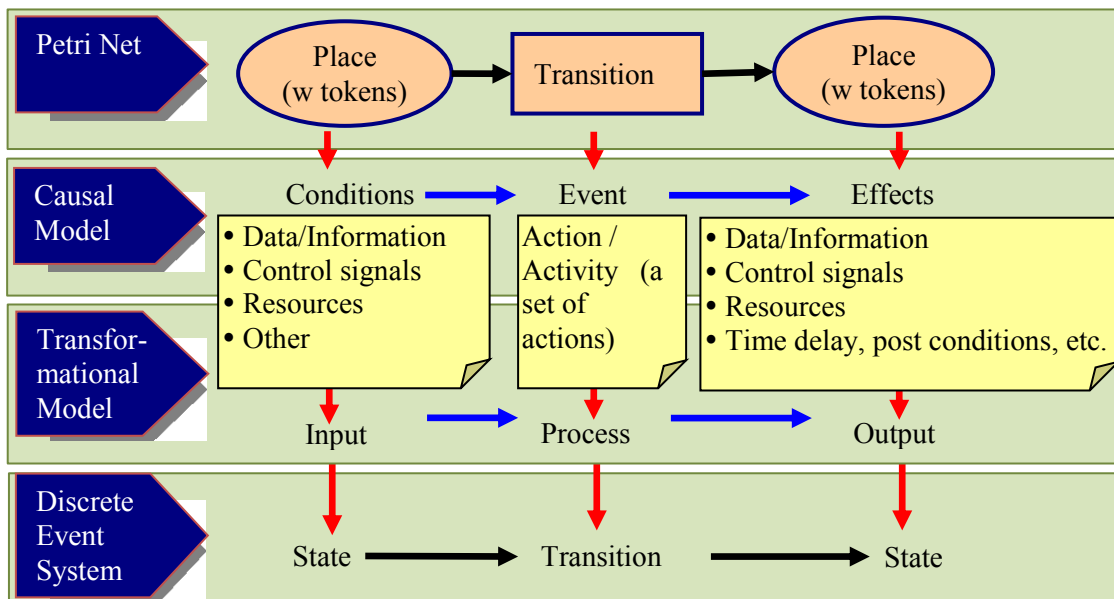 Petri Net
Place
(w tokens)
Transition
Place
(w tokens)
Causal
Model
Conditions
Event
Effects
• Data/Information
• Control signals
• Resources
• Other
Action /
Activity (a
set of
actions)
• Data/Information
• Control signals
• Resources
• Time delay, post conditions, etc.
Transfor-
mational
Model
Input
Process
Output
Discrete
Event
System
State
Transition
State